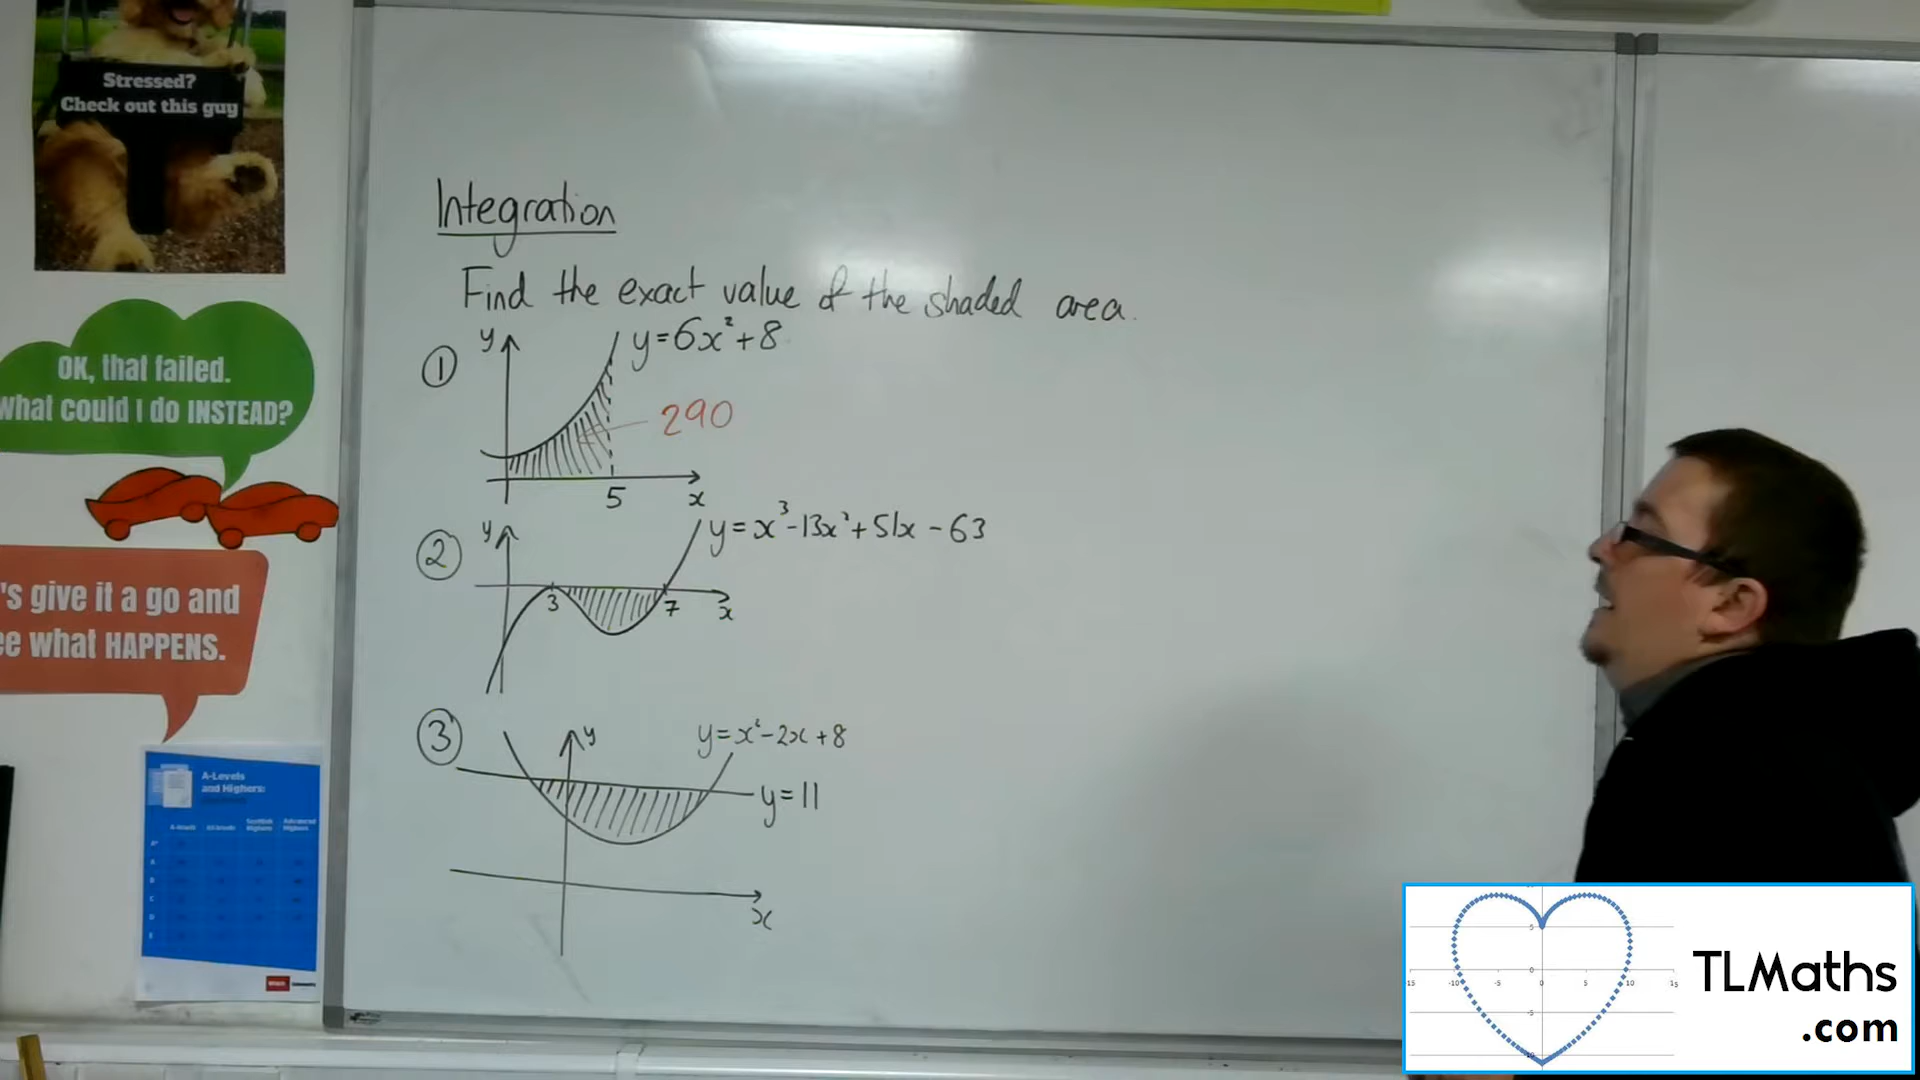 Stressed?
Check out this guy
OK, that failed.
what could I do INSTEAD?
's give it a go and
ee what HAPPENS.
A-Levels
and Highers:
Integration
Find the exact value of the shaded area.
① y y=6x²+8
290
5 x
② y y=x³-13x²+51x-63
3 7 x
③ y y=x²-2x+8
y=11
x
TLMaths
.com